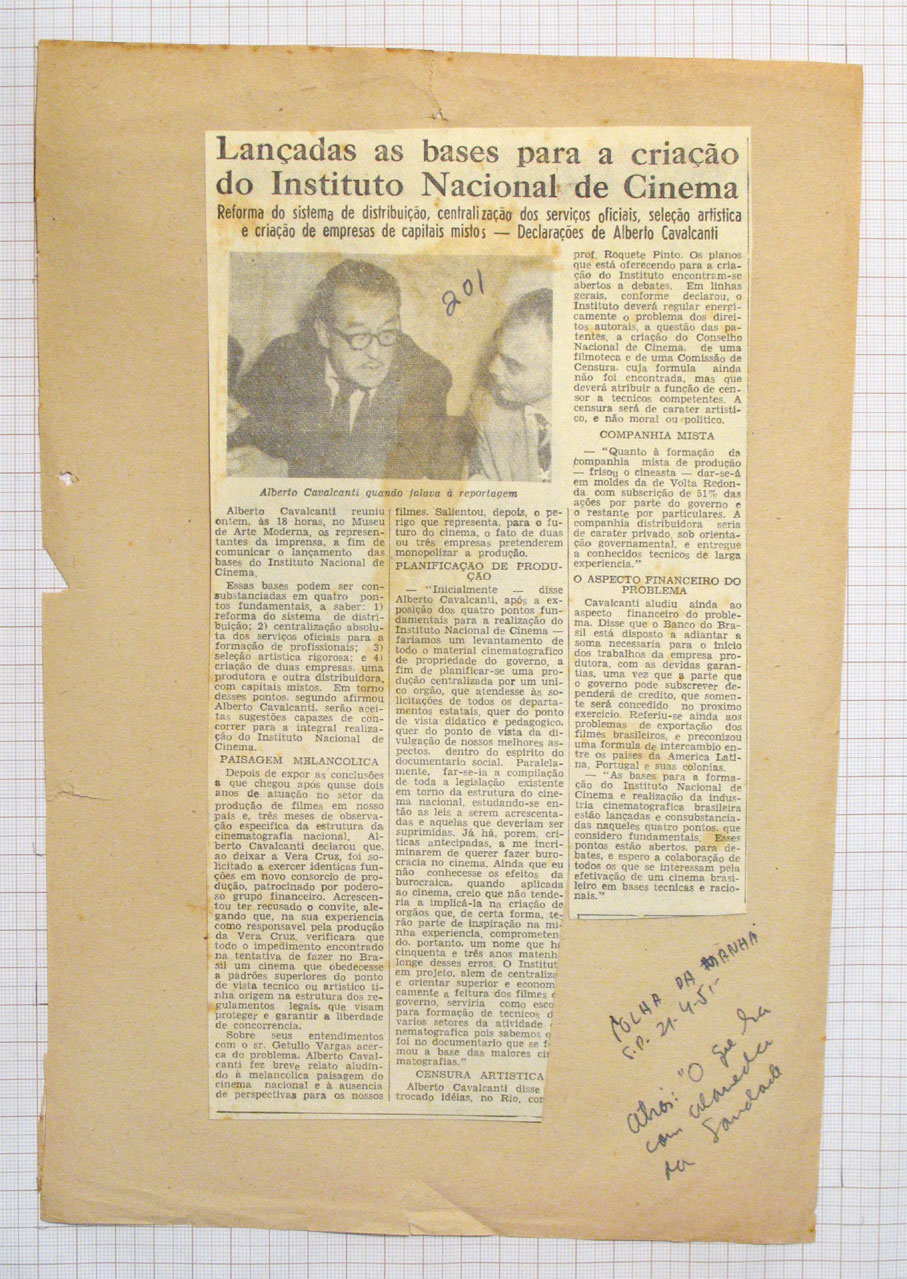 Lançadas as bases para a criação
do Instituto Nacional de Cinema
Reforma do sistema de distribuição, centralização dos serviços oficiais, seleção artistica
e criação de empresas de capitais mistos — Declarações de Alberto Cavalcanti
201
Alberto Cavalcanti quando falava à reportagem
Alberto Cavalcanti reuniu
ontem, às 18 horas, no Museu
de Arte Moderna, os represen-
tantes da imprensa, a fim de
comunicar o lançamento das
bases do Instituto Nacional de
Cinema.
Essas bases podem ser con-
substanciadas em quatro pon-
tos fundamentais, a saber: 1)
reforma do sistema de distri-
buição; 2) centralização absolu-
ta dos serviços oficiais para a
formação de profissionais; 3)
seleção artistica rigorosa; e 4)
criação de duas empresas, uma
produtora e outra distribuidora,
com capitais mistos. Em torno
desses pontos, segundo afirmou
Alberto Cavalcanti, serão acei-
tas sugestões capazes de con-
correr para a integral realiza-
ção do Instituto Nacional de
Cinema.
PAISAGEM MELANCOLICA
Depois de expor as conclusões
a que chegou após quase dois
anos de atuação no setor da
produção de filmes em nosso
país e, três meses de observa-
ção especifica da estrutura da
cinematografia nacional, Al-
berto Cavalcanti declarou que,
ao deixar a Vera Cruz, foi so-
licitado a exercer identicas fun-
ções em novo consorcio de pro-
dução, patrocinado por podero-
so grupo financeiro. Acrescen-
tou ter recusado o convite, ale-
gando que, na sua experiencia
como responsavel pela produção
da Vera Cruz, verificara que
todo o impedimento encontrado
na tentativa de fazer no Bra-
sil um cinema que obedecesse
a padrões superiores do ponto
de vista tecnico ou artistico ti-
nha origem na estrutura dos re-
gulamentos legais, que visam
proteger e garantir a liberdade
de concorrencia.
Sobre seus entendimentos
com o sr. Getulio Vargas acer-
ca do problema, Alberto Caval-
canti fez breve relato aludin-
do à melancolica paisagem do
cinema nacional e à ausencia
de perspectivas para os nossos
filmes. Salientou, depois, o pe-
rigo que representa, para o fu-
turo do cinema, o fato de duas
ou três empresas pretenderem
monopolizar a produção.
PLANIFICAÇÃO DE PRODU-
ÇÃO
— "Inicialmente — disse
Alberto Cavalcanti, após a ex-
posição dos quatro pontos fun-
damentais para a realização do
Instituto Nacional de Cinema —
fariamos um levantamento de
todo o material cinematografico
de propriedade do governo, a
fim de planificar-se uma pro-
dução centralizada por um uni-
co orgão, que atendesse às so-
licitações de todos os departa-
mentos estatais, quer do ponto
de vista didatico e pedagogico,
quer do ponto de vista da di-
vulgação de nossos melhores as-
pectos, dentro do espirito do
documentario social. Paralela-
mente, far-se-ia a compilação
de toda a legislação existente
em torno da estrutura do cine-
ma nacional, estudando-se en-
tão as leis a serem acrescenta-
das e aquelas que deveriam ser
suprimidas. Já há, porem, cri-
ticas antecipadas, a me incri-
minarem de querer fazer buro-
cracia no cinema. Ainda que eu
não conhecesse os efeitos da
burocraica, quando aplicada
ao cinema, creio que não tende-
ria a implicá-la na criação de
orgãos que, de certa forma, te-
rão parte de inspiração na mi-
nha experiencia, comprometen-
do, portanto, um nome que há
cinquenta e três anos matenh
longe desses erros. O Institut
em projeto, alem de centraliza
e orientar superior e economi
camente a feitura dos filmes
governo, serviria como esco
para formação de tecnicos d
varios setores da atividade
nematografica pois sabemos
foi no documentario que se fo
mou a base das maiores ci
matografias."
CENSURA ARTISTICA
Alberto Cavalcanti disse
trocado idéias, no Rio, com
prof. Roquete Pinto. Os planos
que está oferecendo para a cria-
ção do Instituto encontram-se
abertos a debates. Em linhas
gerais, conforme declarou, o
Instituto deverá regular energi-
camente o problema dos direi-
tos autorais, a questão das pa-
tentes, a criação do Conselho
Nacional de Cinema, de uma
filmoteca e de uma Comissão de
Censura, cuja formula ainda
não foi encontrada, mas que
deverá atribuir a função de cen-
sor a tecnicos competentes. A
censura será de carater artisti-
co, e não moral ou politico.
COMPANHIA MISTA
— "Quanto à formação da
companhia mista de produção
— frisou o cineasta — dar-se-á
em moldes da de Volta Redon-
da, com subscrição de 51% das
ações por parte do governo e
o restante por particulares. A
companhia distribuidora seria
de carater privado, sob orienta-
ção governamental, e entregue
a conhecidos tecnicos de larga
experiencia."
O ASPECTO FINANCEIRO DO
PROBLEMA
Cavalcanti aludiu ainda ao
aspecto financeiro do proble-
ma. Disse que o Banco do Bra-
sil está disposto a adiantar a
soma necessaria para o inicio
dos trabalhos da empresa pro-
dutora, com as devidas garan-
tias, uma vez que a parte que
o governo pode subscrever de-
penderá de credito, que somen-
te será concedido no proximo
exercicio. Referiu-se ainda aos
problemas de exportação dos
filmes brasileiros, e preconizou
uma formula de intercambio en-
tre os países da America Lati-
na, Portugal e suas colonias.
— "As bases para a forma-
ção do Instituto Nacional de
Cinema e realização da indus-
tria cinematografica brasileira
estão lançadas e consubstancia-
das naqueles quatro pontos, que
considero fundamentais. Esses
pontos estão abertos, para de-
bates, e espero a colaboração de
todos os que se interessam pela
efetivação de um cinema brasi-
leiro em bases tecnicas e racio-
nais."
FOLHA DA MANHÃ
S.P. 21-4-51-
"O que há
com
da Saudade